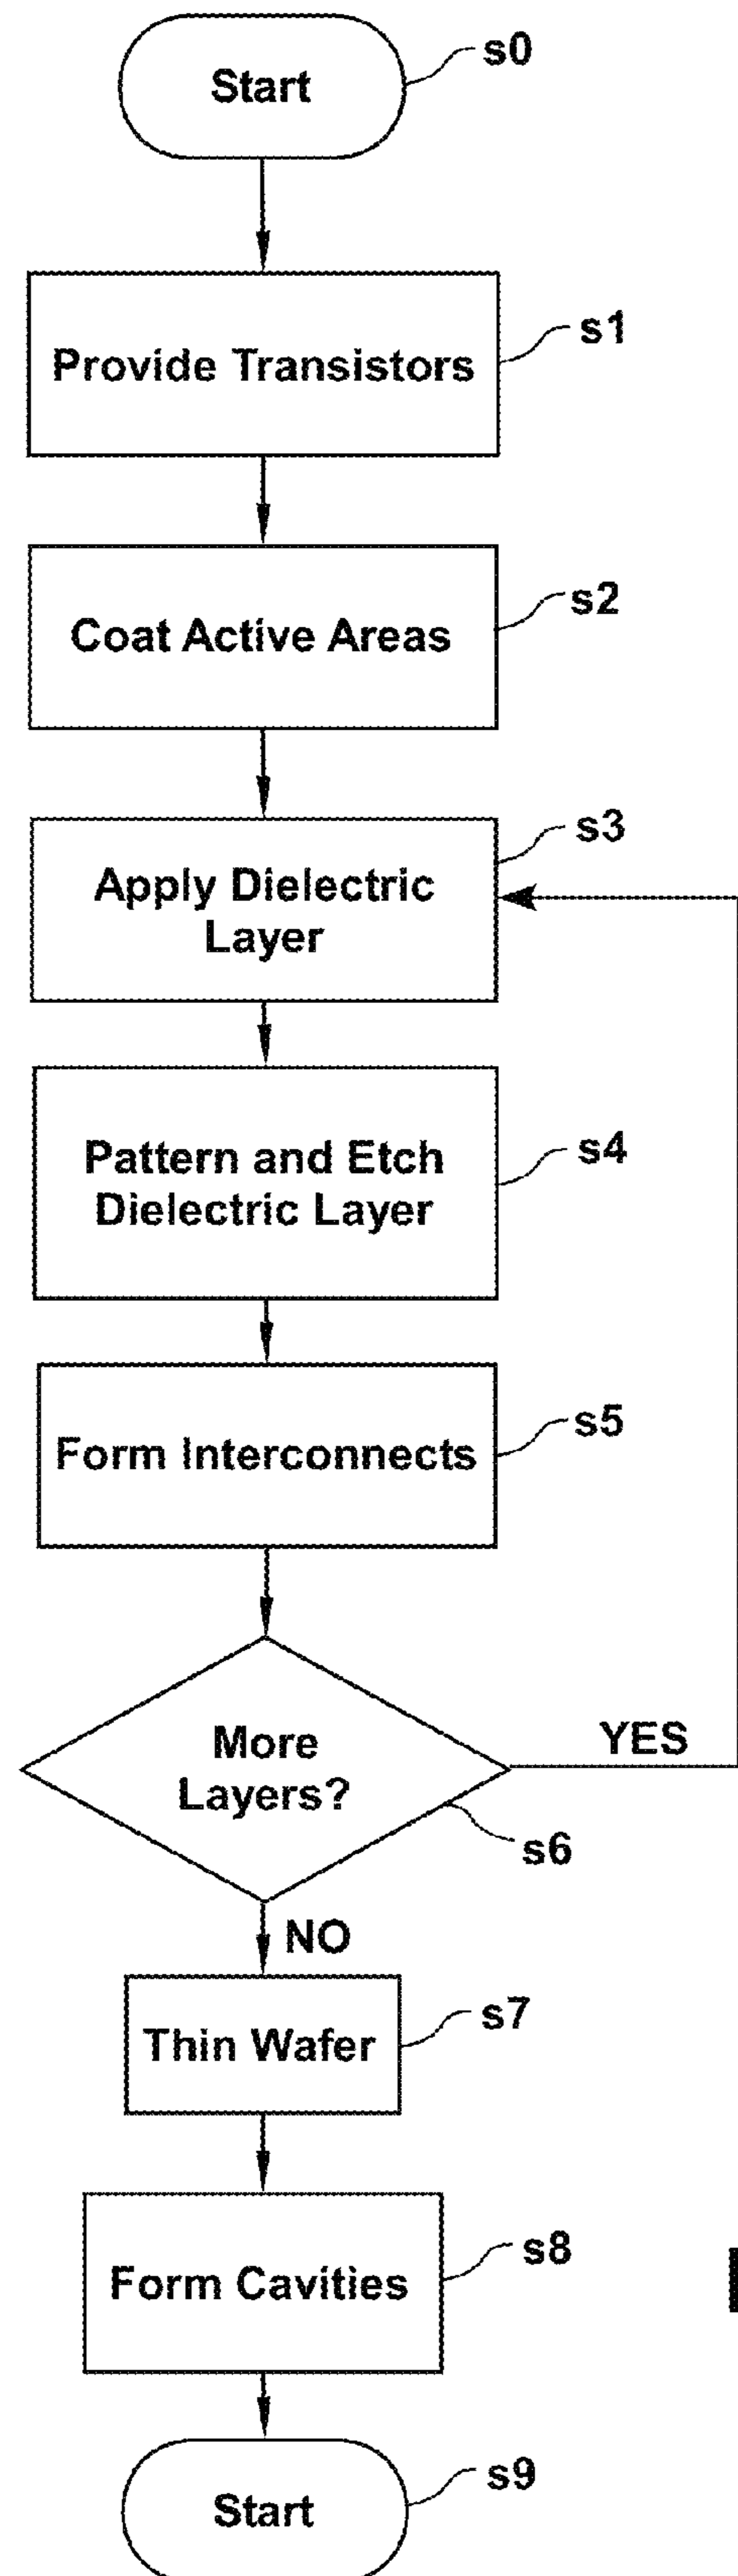 Start
s0
Provide Transistors
s1
Coat Active Areas
s2
Apply Dielectric
Layer
s3
Pattern and Etch
Dielectric Layer
s4
Form Interconnects
s5
More
Layers?
YES
s6
NO
Thin Wafer
s7
Form Cavities
s8
Start
s9